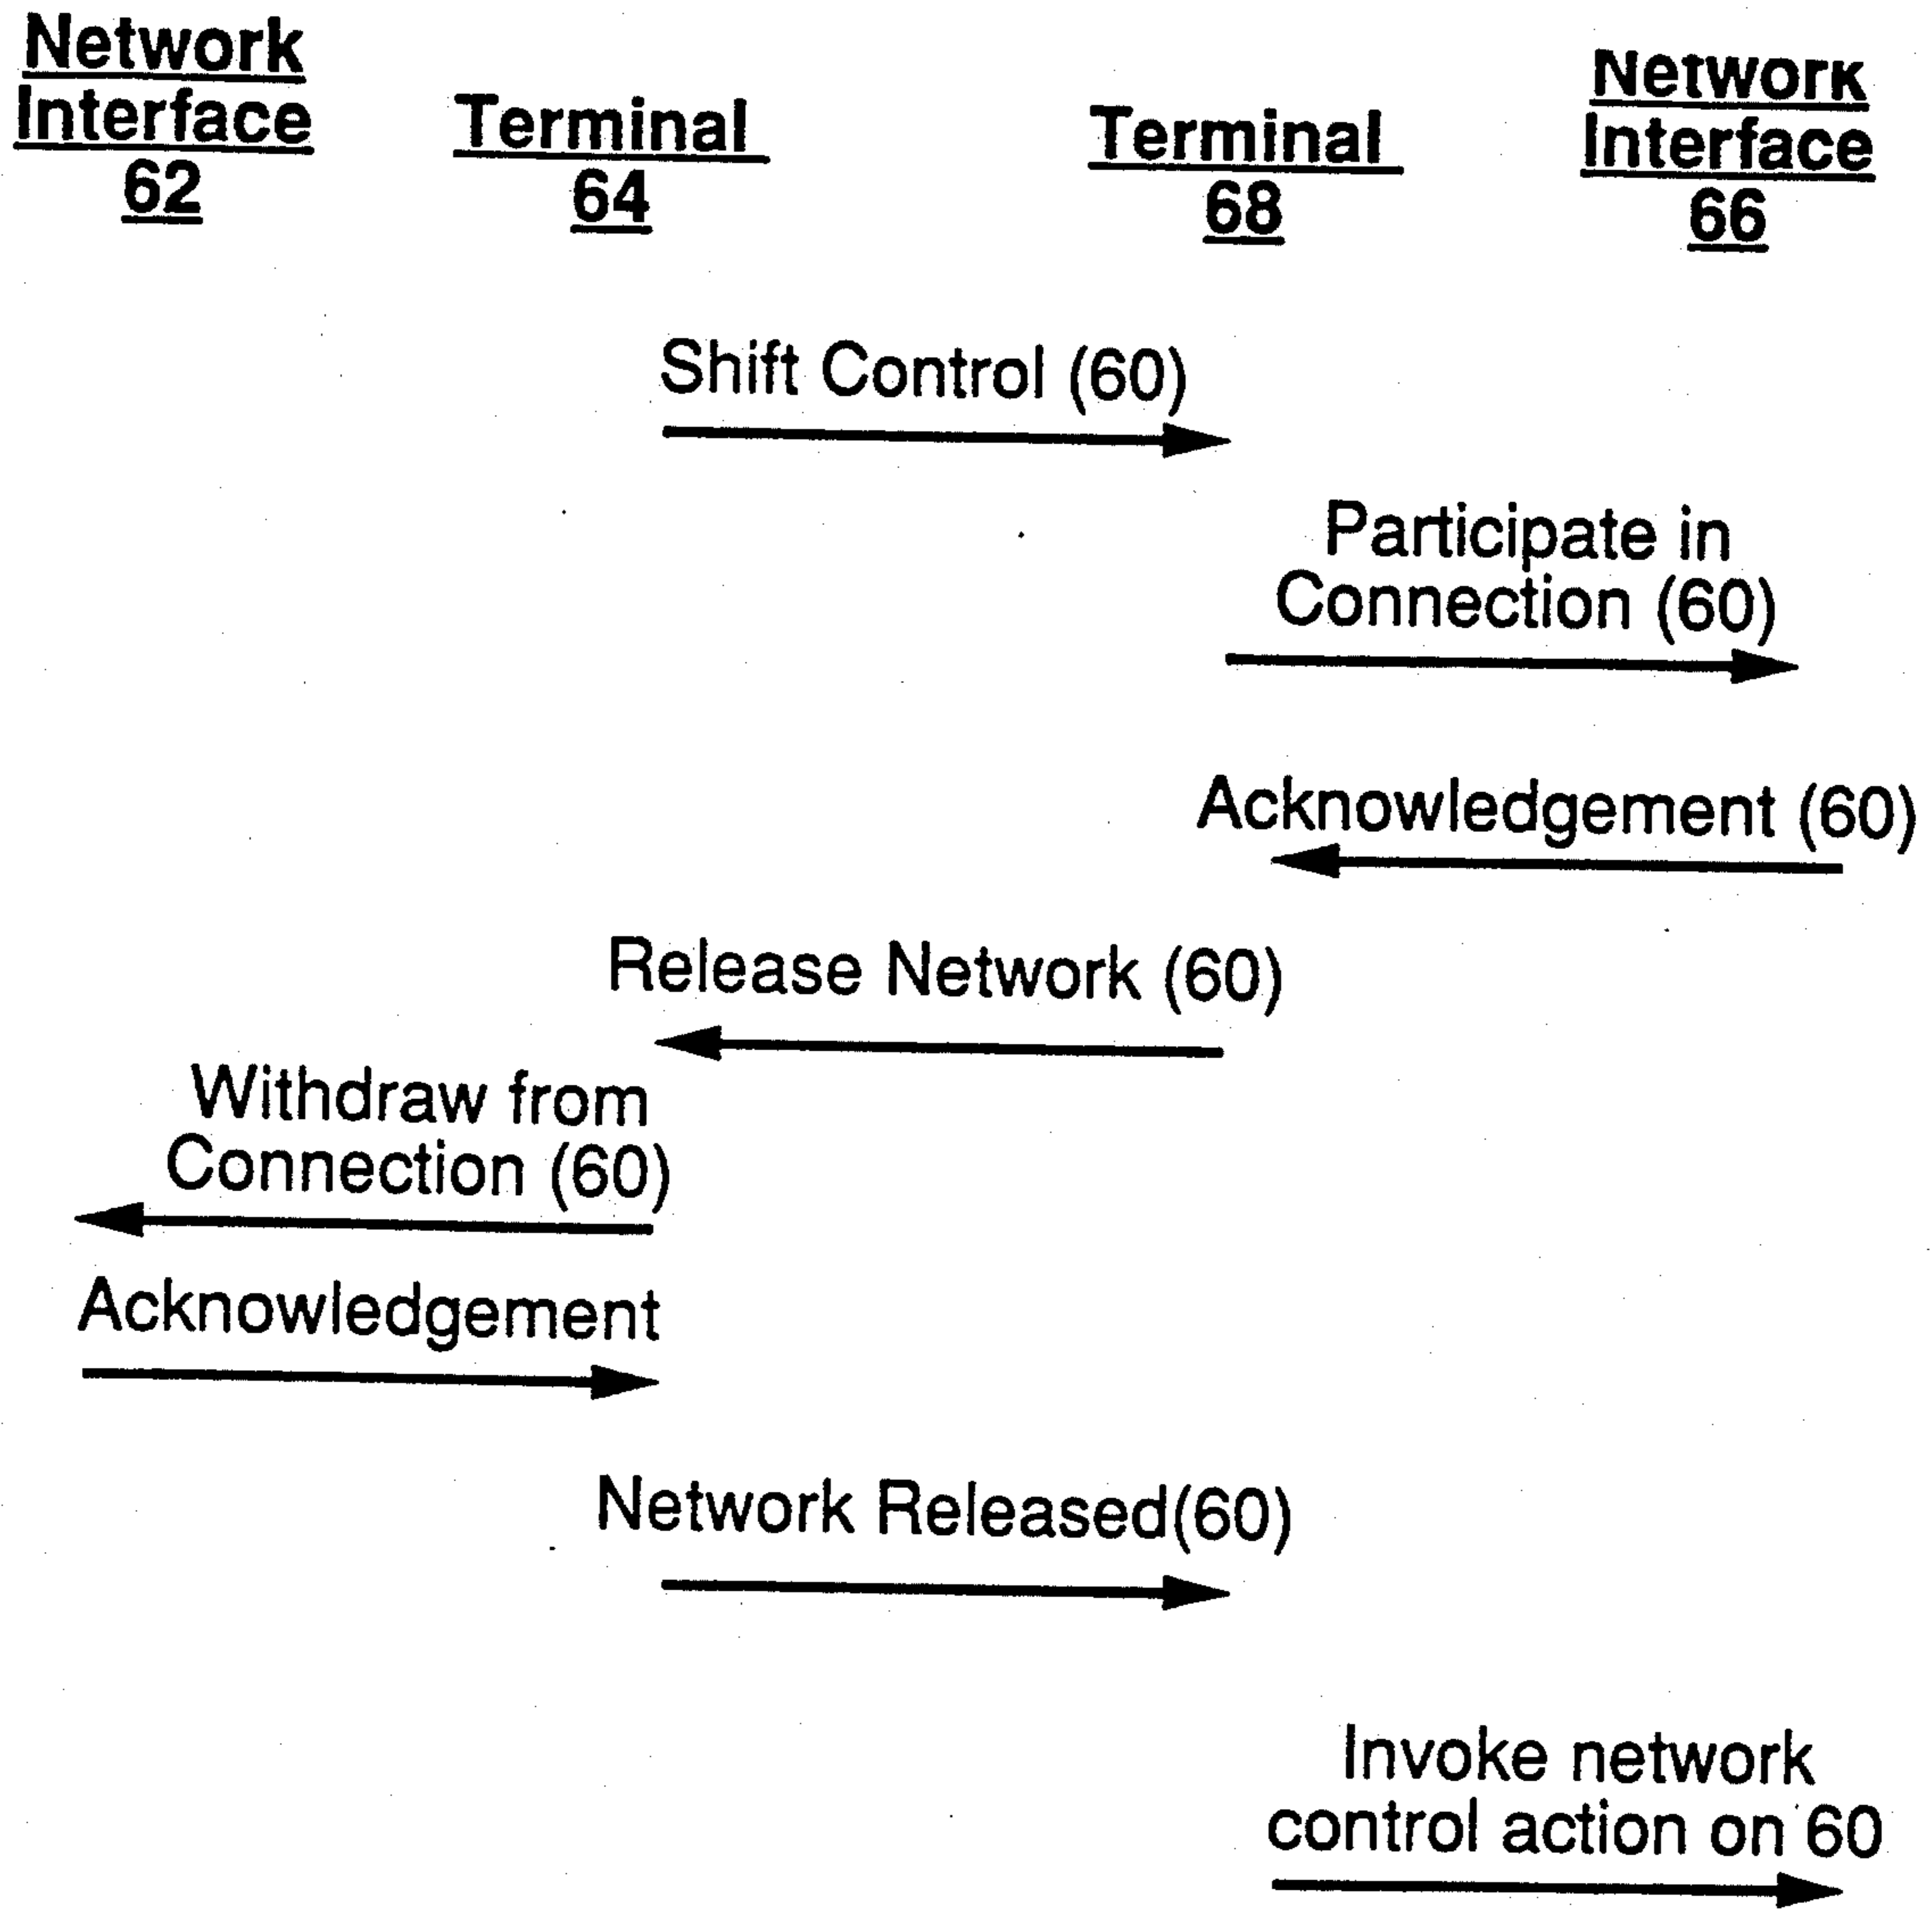 Network
Interface
62
Terminal
64
Terminal
68
Network
Interface
66
Shift Control (60)
Participate in
Connection (60)
Acknowledgement (60)
Release Network (60)
Withdraw from
Connection (60)
Acknowledgement
Network Released(60)
Invoke network
control action on 60